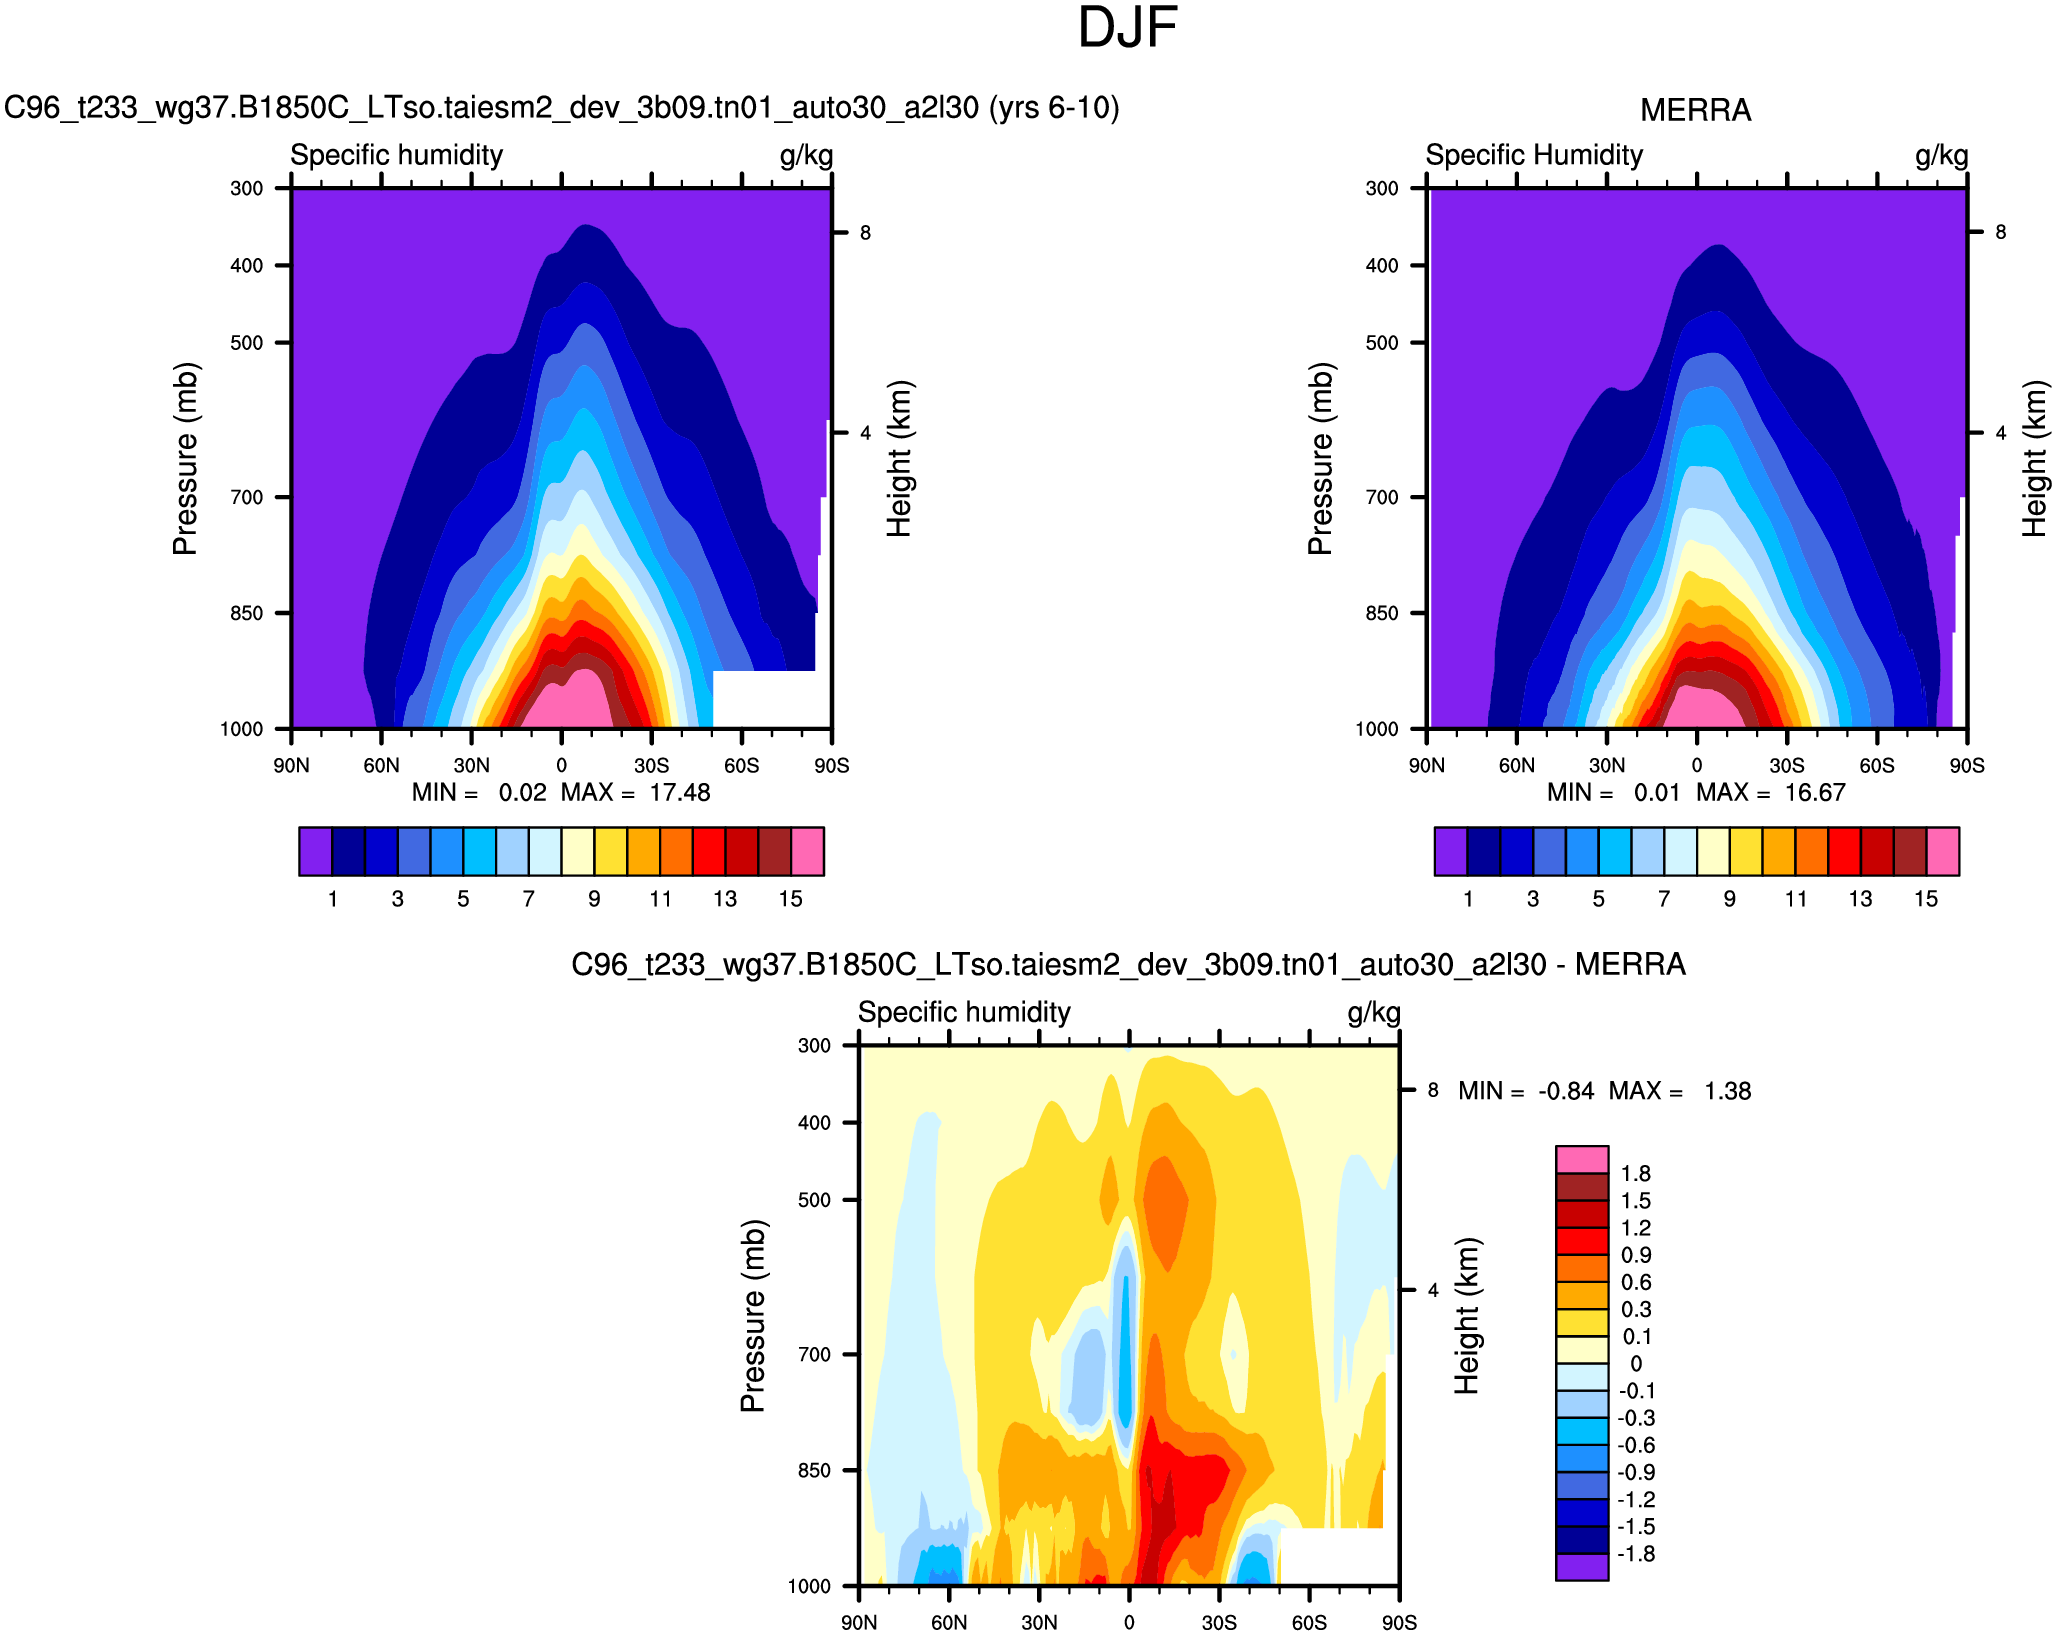 DJF
C96_t233_wg37.B1850C_LTso.taiesm2_dev_3b09.tn01_auto30_a2l30 (yrs 6-10)
MERRA
Specific humidity g/kg
Specific Humidity g/kg
300
400
500
700
850
1000
Pressure (mb)
8
4
Height (km)
90N 60N 30N 0 30S 60S 90S
MIN = 0.02 MAX = 17.48
1 3 5 7 9 11 13 15
300
400
500
700
850
1000
Pressure (mb)
8
4
Height (km)
90N 60N 30N 0 30S 60S 90S
MIN = 0.01 MAX = 16.67
1 3 5 7 9 11 13 15
C96_t233_wg37.B1850C_LTso.taiesm2_dev_3b09.tn01_auto30_a2l30 - MERRA
Specific humidity g/kg
300
400
500
700
850
1000
Pressure (mb)
8
4
Height (km)
90N 60N 30N 0 30S 60S 90S
MIN = -0.84 MAX = 1.38
1.8
1.5
1.2
0.9
0.6
0.3
0.1
0
-0.1
-0.3
-0.6
-0.9
-1.2
-1.5
-1.8